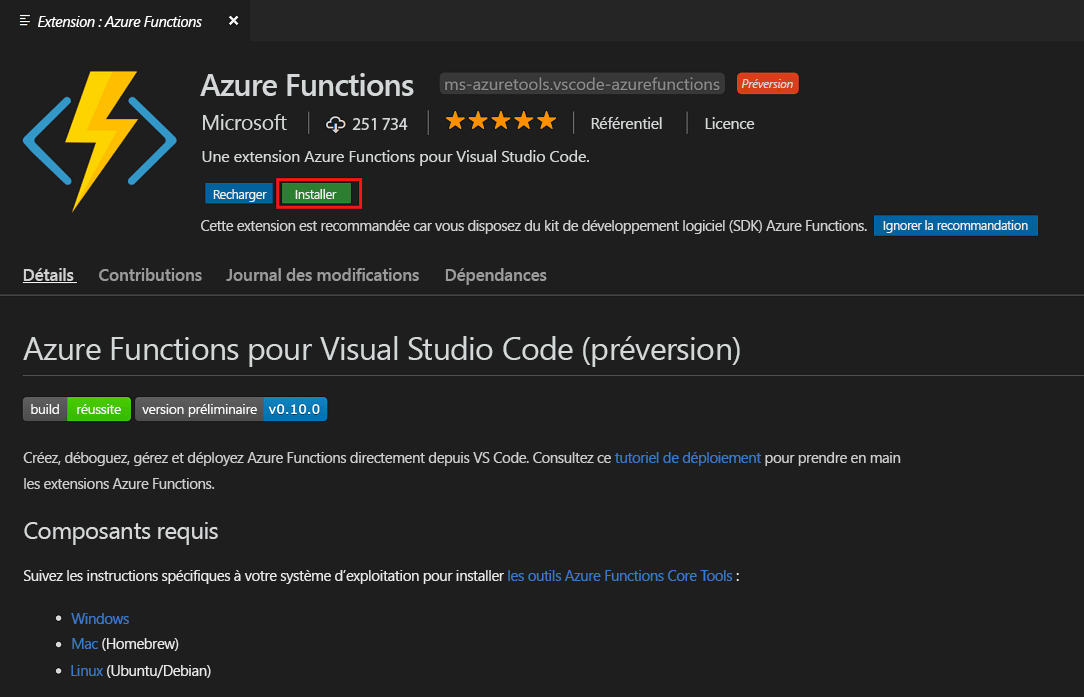 Extension : Azure Functions
Azure Functions ms-azuretools.vscode-azurefunctions Préversion
Microsoft 251 734 Référentiel Licence
Une extension Azure Functions pour Visual Studio Code.
Recharger Installer
Cette extension est recommandée car vous disposez du kit de développement logiciel (SDK) Azure Functions. Ignorer la recommandation
Détails Contributions Journal des modifications Dépendances
Azure Functions pour Visual Studio Code (préversion)
build réussite version préliminaire v0.10.0
Créez, déboguez, gérez et déployez Azure Functions directement depuis VS Code. Consultez ce tutoriel de déploiement pour prendre en main
les extensions Azure Functions.
Composants requis
Suivez les instructions spécifiques à votre système d'exploitation pour installer les outils Azure Functions Core Tools :
• Windows
• Mac (Homebrew)
• Linux (Ubuntu/Debian)